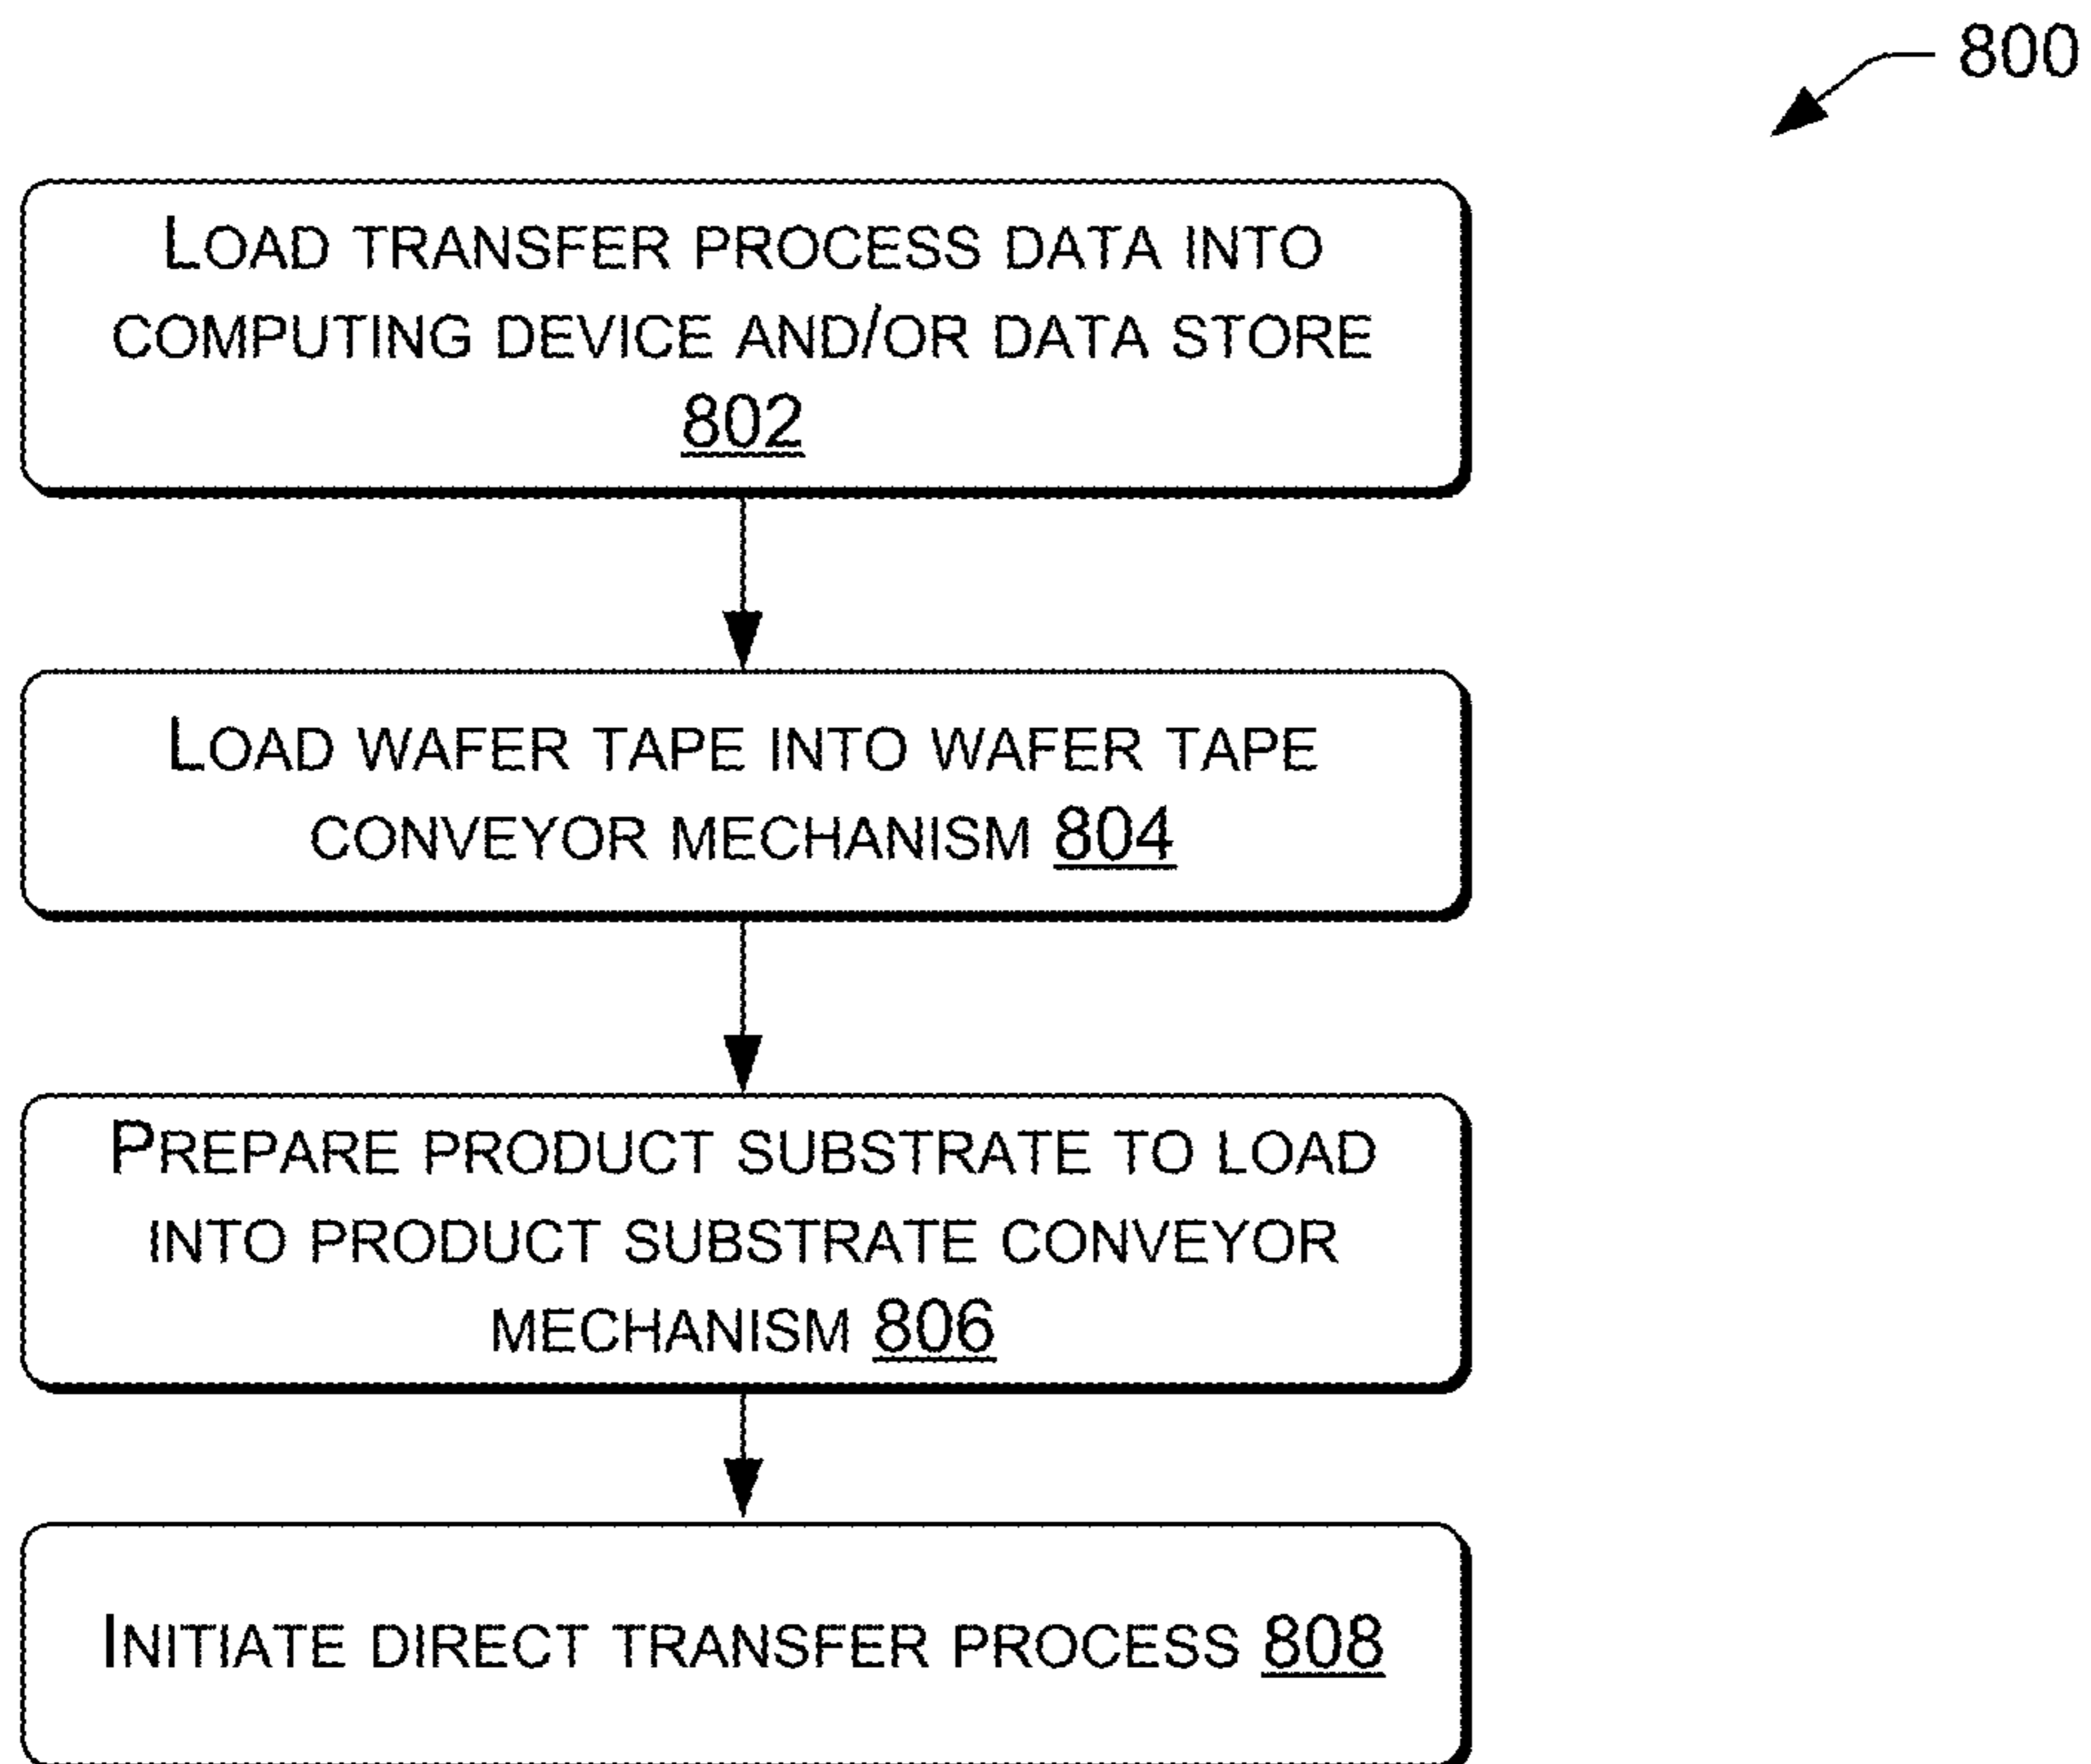 800
LOAD TRANSFER PROCESS DATA INTO
COMPUTING DEVICE AND/OR DATA STORE
802
LOAD WAFER TAPE INTO WAFER TAPE
CONVEYOR MECHANISM 804
PREPARE PRODUCT SUBSTRATE TO LOAD
INTO PRODUCT SUBSTRATE CONVEYOR
MECHANISM 806
INITIATE DIRECT TRANSFER PROCESS 808